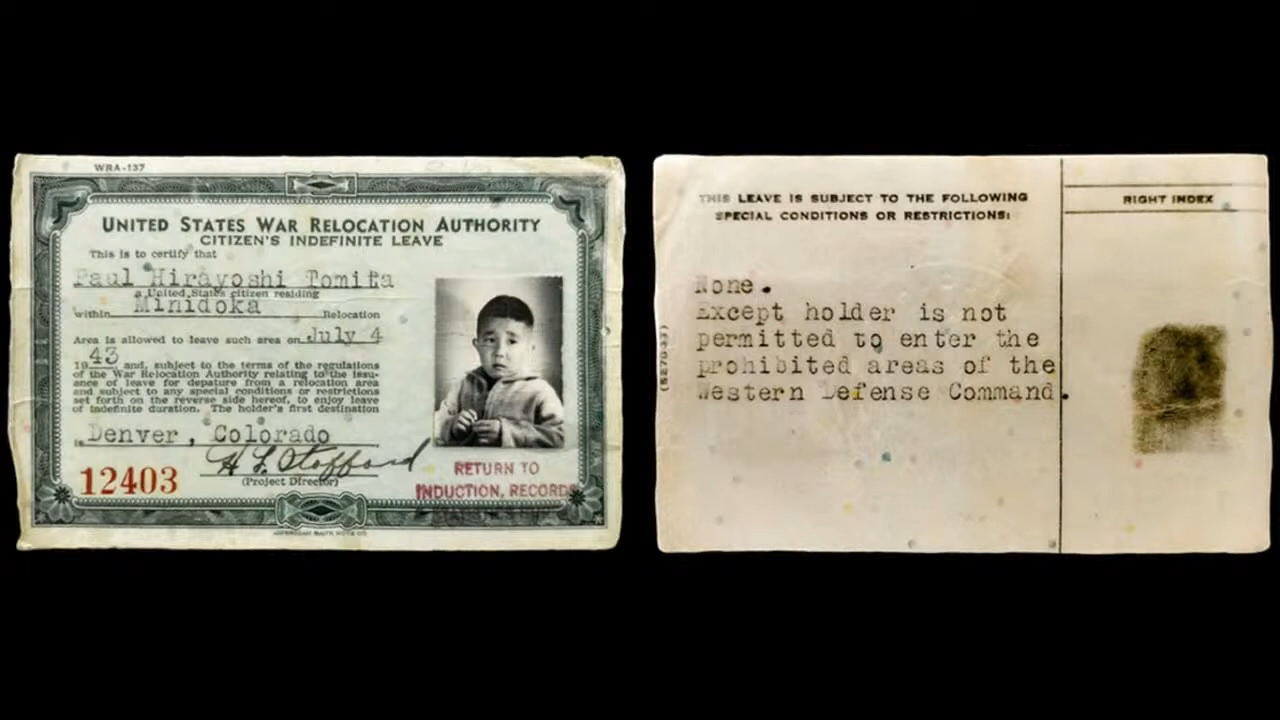 WRA-137
UNITED STATES WAR RELOCATION AUTHORITY
CITIZEN'S INDEFINITE LEAVE
This is to certify that
Paul Hirayoshi Tomita
a United States citizen residing
within Minidoka Relocation
Area is allowed to leave such area on July 4
1943 and, subject to the terms of the regulations
of the War Relocation Authority relating to the issu-
ance of leave for depature from a relocation area
and subject to any special conditions or restrictions
set forth on the reverse side hereof, to enjoy leave
of indefinite duration. The holder's first destination
is Denver, Colorado
H L Stafford
(Project Director)
12403
RETURN TO
INDUCTION, RECORDS
THIS LEAVE IS SUBJECT TO THE FOLLOWING
SPECIAL CONDITIONS OR RESTRICTIONS:
None.
Except holder is not
permitted to enter the
prohibited areas of the
Western Defense Command.
RIGHT INDEX